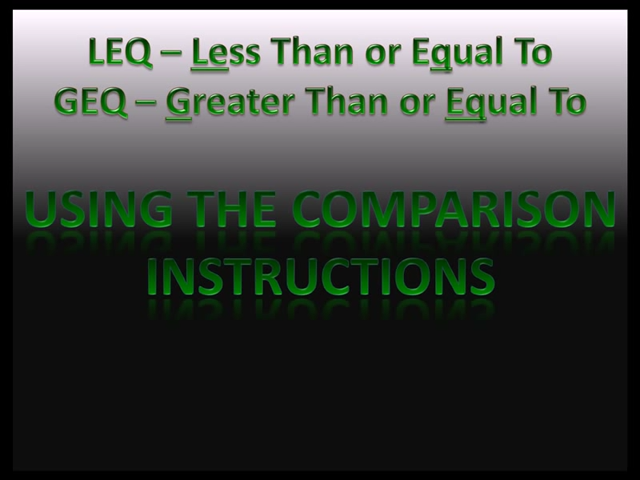 LEQ – Less Than or Equal To
GEQ – Greater Than or Equal To
USING THE COMPARISON
INSTRUCTIONS